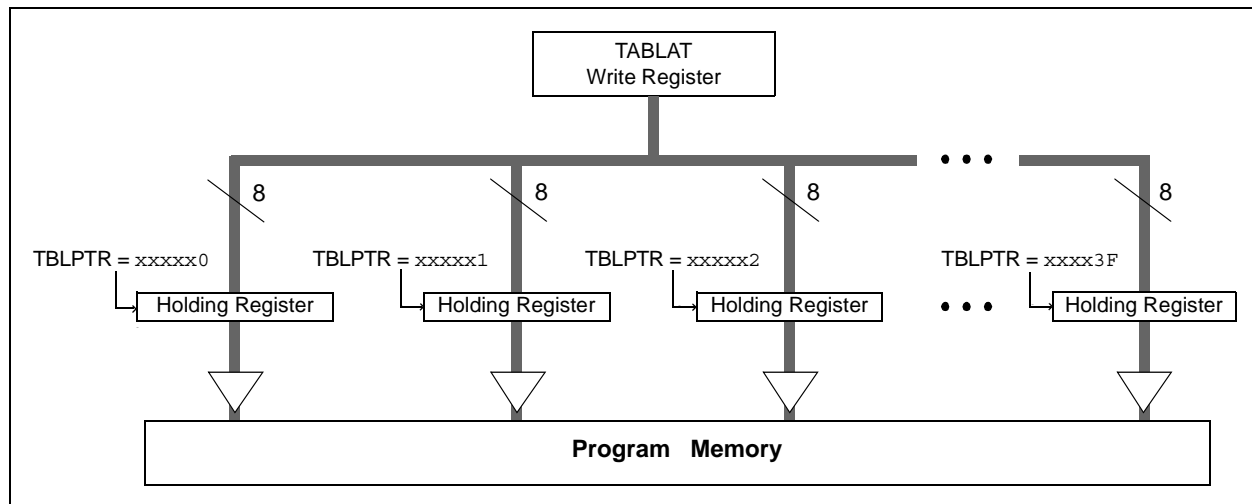 TABLAT
Write Register
8 8 8 8
TBLPTR = xxxxx0 TBLPTR = xxxxx1 TBLPTR = xxxxx2 TBLPTR = xxxx3F
Holding Register Holding Register Holding Register Holding Register
Program Memory